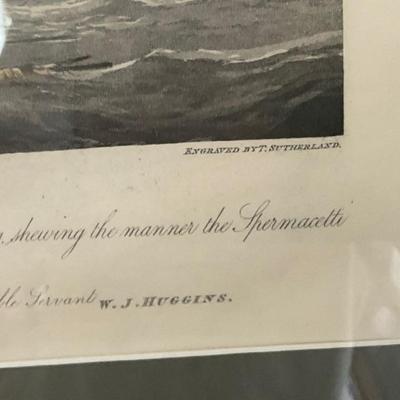 ENGRAVED BY T. SUTHERLAND.
shewing the manner the Spermacetti
Servant W. J. HUGGINS.